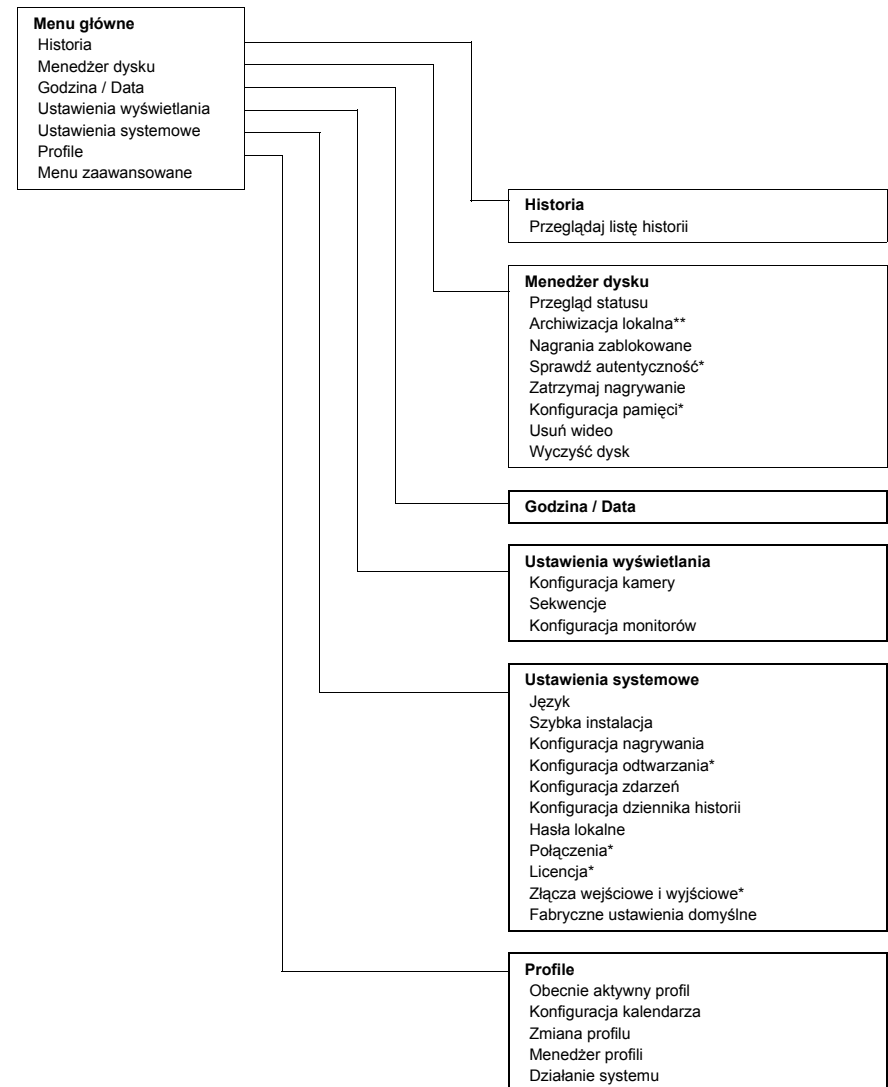 Menu główne
Historia
Menedżer dysku
Godzina / Data
Ustawienia wyświetlania
Ustawienia systemowe
Profile
Menu zaawansowane
Historia
Przeglądaj listę historii
Menedżer dysku
Przegląd statusu
Archiwizacja lokalna**
Nagrania zablokowane
Sprawdź autentyczność*
Zatrzymaj nagrywanie
Konfiguracja pamięci*
Usuń wideo
Wyczyść dysk
Godzina / Data
Ustawienia wyświetlania
Konfiguracja kamery
Sekwencje
Konfiguracja monitorów
Ustawienia systemowe
Język
Szybka instalacja
Konfiguracja nagrywania
Konfiguracja odtwarzania*
Konfiguracja zdarzeń
Konfiguracja dziennika historii
Hasła lokalne
Połączenia*
Licencja*
Złącza wejściowe i wyjściowe*
Fabryczne ustawienia domyślne
Profile
Obecnie aktywny profil
Konfiguracja kalendarza
Zmiana profilu
Menedżer profili
Działanie systemu